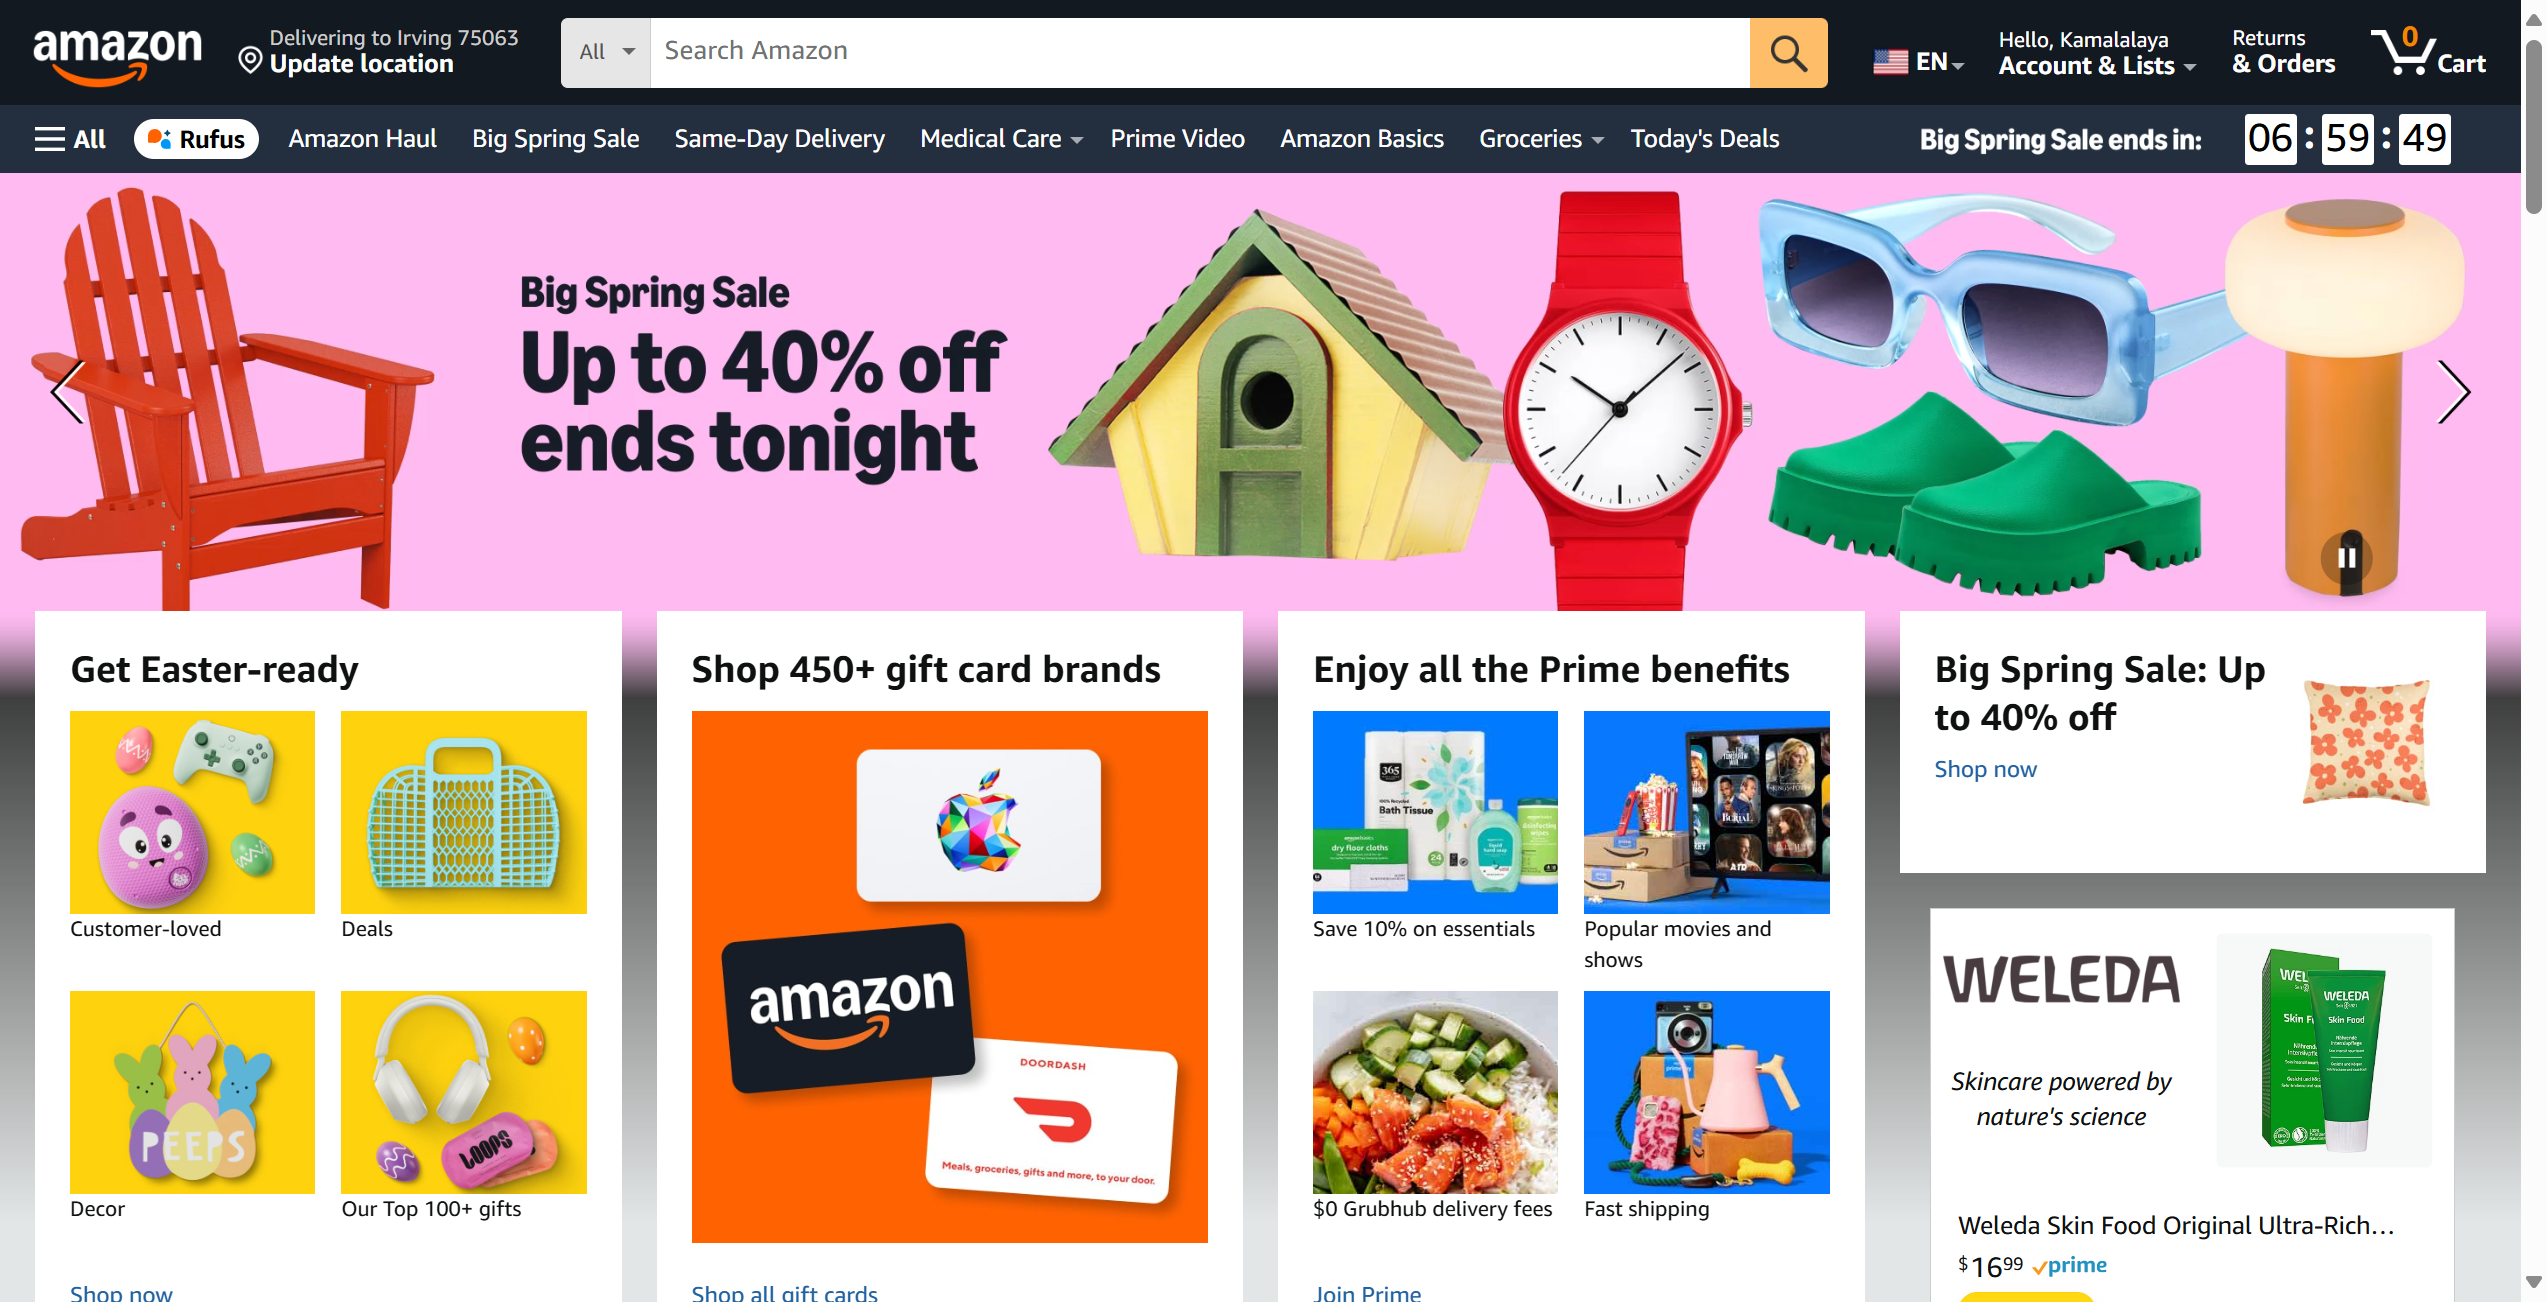 amazon
Delivering to Irving 75063
Update location
All
Search Amazon
EN
Hello, Kamalalaya
Account & Lists
Returns
& Orders
0
Cart
All
Rufus
Amazon Haul
Big Spring Sale
Same-Day Delivery
Medical Care
Prime Video
Amazon Basics
Groceries
Today's Deals
Big Spring Sale ends in:
06 : 59 : 49
Big Spring Sale
Up to 40% off
ends tonight
Get Easter-ready
Customer-loved
Deals
PEEPS
LOOPS
Decor
Our Top 100+ gifts
Shop now
Shop 450+ gift card brands
amazon
DOORDASH
Meals, groceries, gifts and more, to your door.
Shop all gift cards
Enjoy all the Prime benefits
365
100% Recycled
Bath Tissue
dry floor cloths
24
disinfecting
wipes
Save 10% on essentials
Popular movies and
shows
$0 Grubhub delivery fees
Fast shipping
Join Prime
Big Spring Sale: Up
to 40% off
Shop now
WELEDA
Skincare powered by
nature's science
WELEDA
Skin Food
Weleda Skin Food Original Ultra-Rich...
$16.99 prime